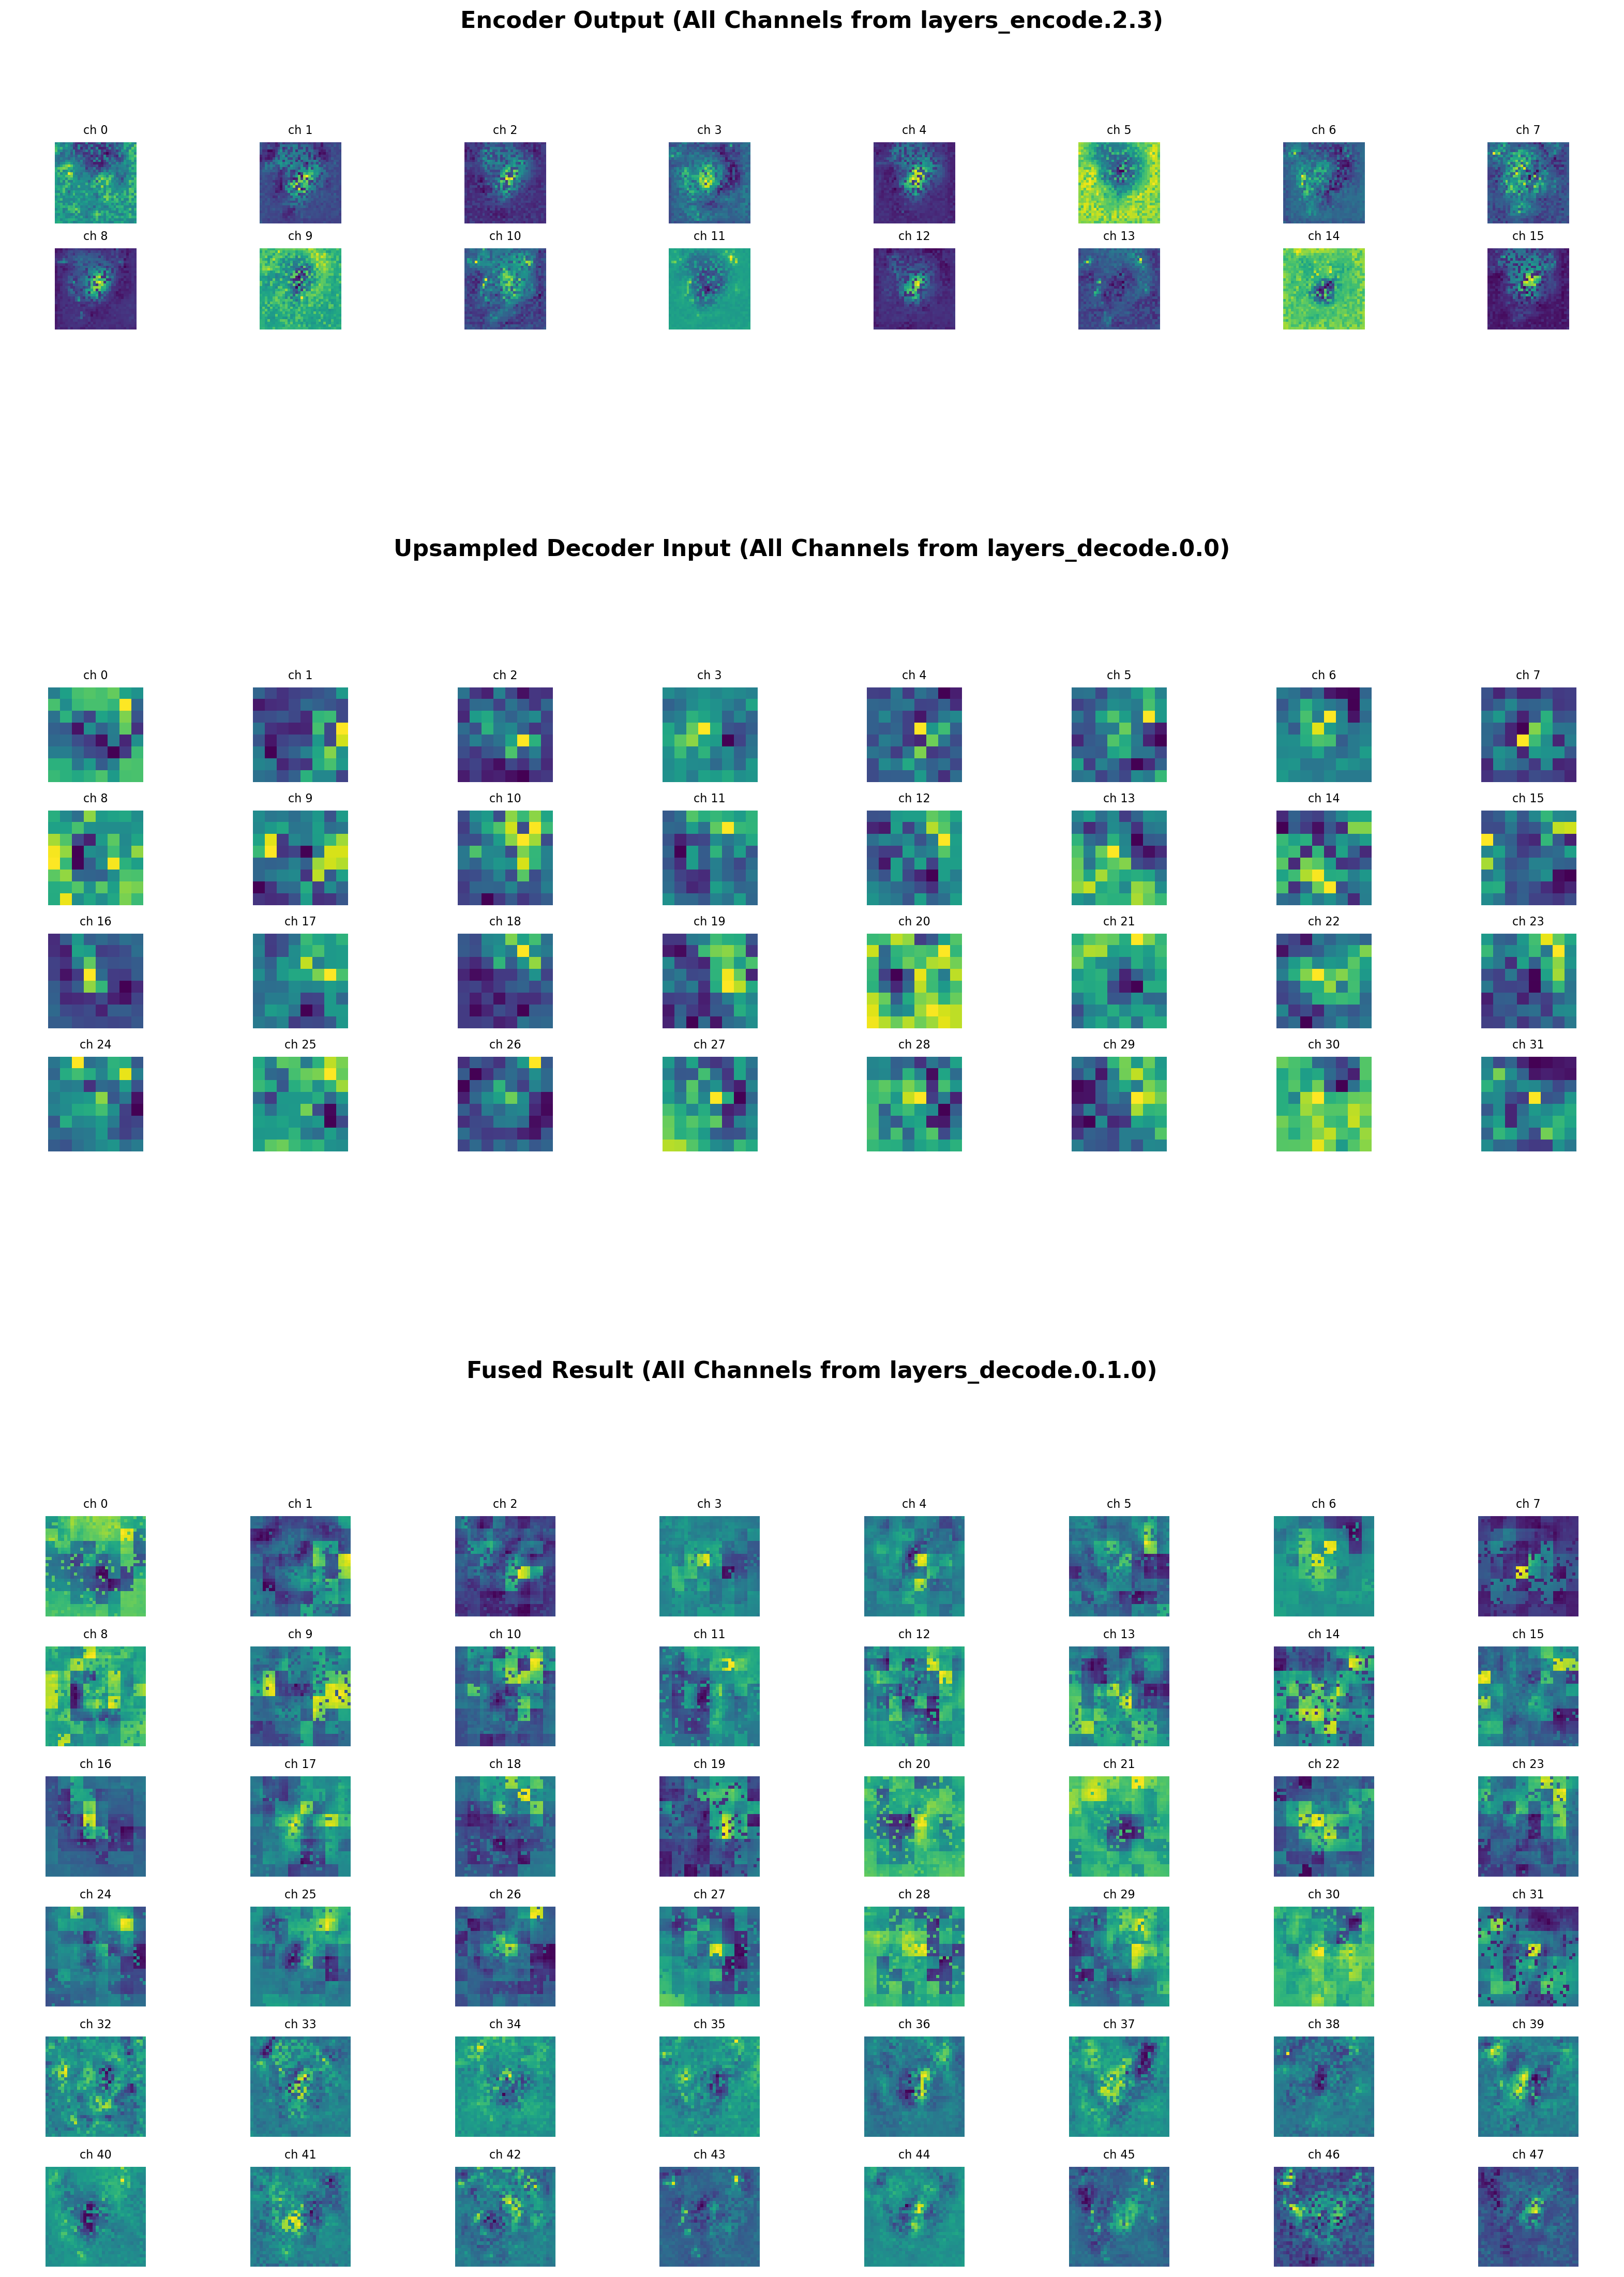 Encoder Output (All Channels from layers_encode.2.3)
ch 0 ch 1 ch 2 ch 3 ch 4 ch 5 ch 6 ch 7
ch 8 ch 9 ch 10 ch 11 ch 12 ch 13 ch 14 ch 15
Upsampled Decoder Input (All Channels from layers_decode.0.0)
ch 0 ch 1 ch 2 ch 3 ch 4 ch 5 ch 6 ch 7
ch 8 ch 9 ch 10 ch 11 ch 12 ch 13 ch 14 ch 15
ch 16 ch 17 ch 18 ch 19 ch 20 ch 21 ch 22 ch 23
ch 24 ch 25 ch 26 ch 27 ch 28 ch 29 ch 30 ch 31
Fused Result (All Channels from layers_decode.0.1.0)
ch 0 ch 1 ch 2 ch 3 ch 4 ch 5 ch 6 ch 7
ch 8 ch 9 ch 10 ch 11 ch 12 ch 13 ch 14 ch 15
ch 16 ch 17 ch 18 ch 19 ch 20 ch 21 ch 22 ch 23
ch 24 ch 25 ch 26 ch 27 ch 28 ch 29 ch 30 ch 31
ch 32 ch 33 ch 34 ch 35 ch 36 ch 37 ch 38 ch 39
ch 40 ch 41 ch 42 ch 43 ch 44 ch 45 ch 46 ch 47